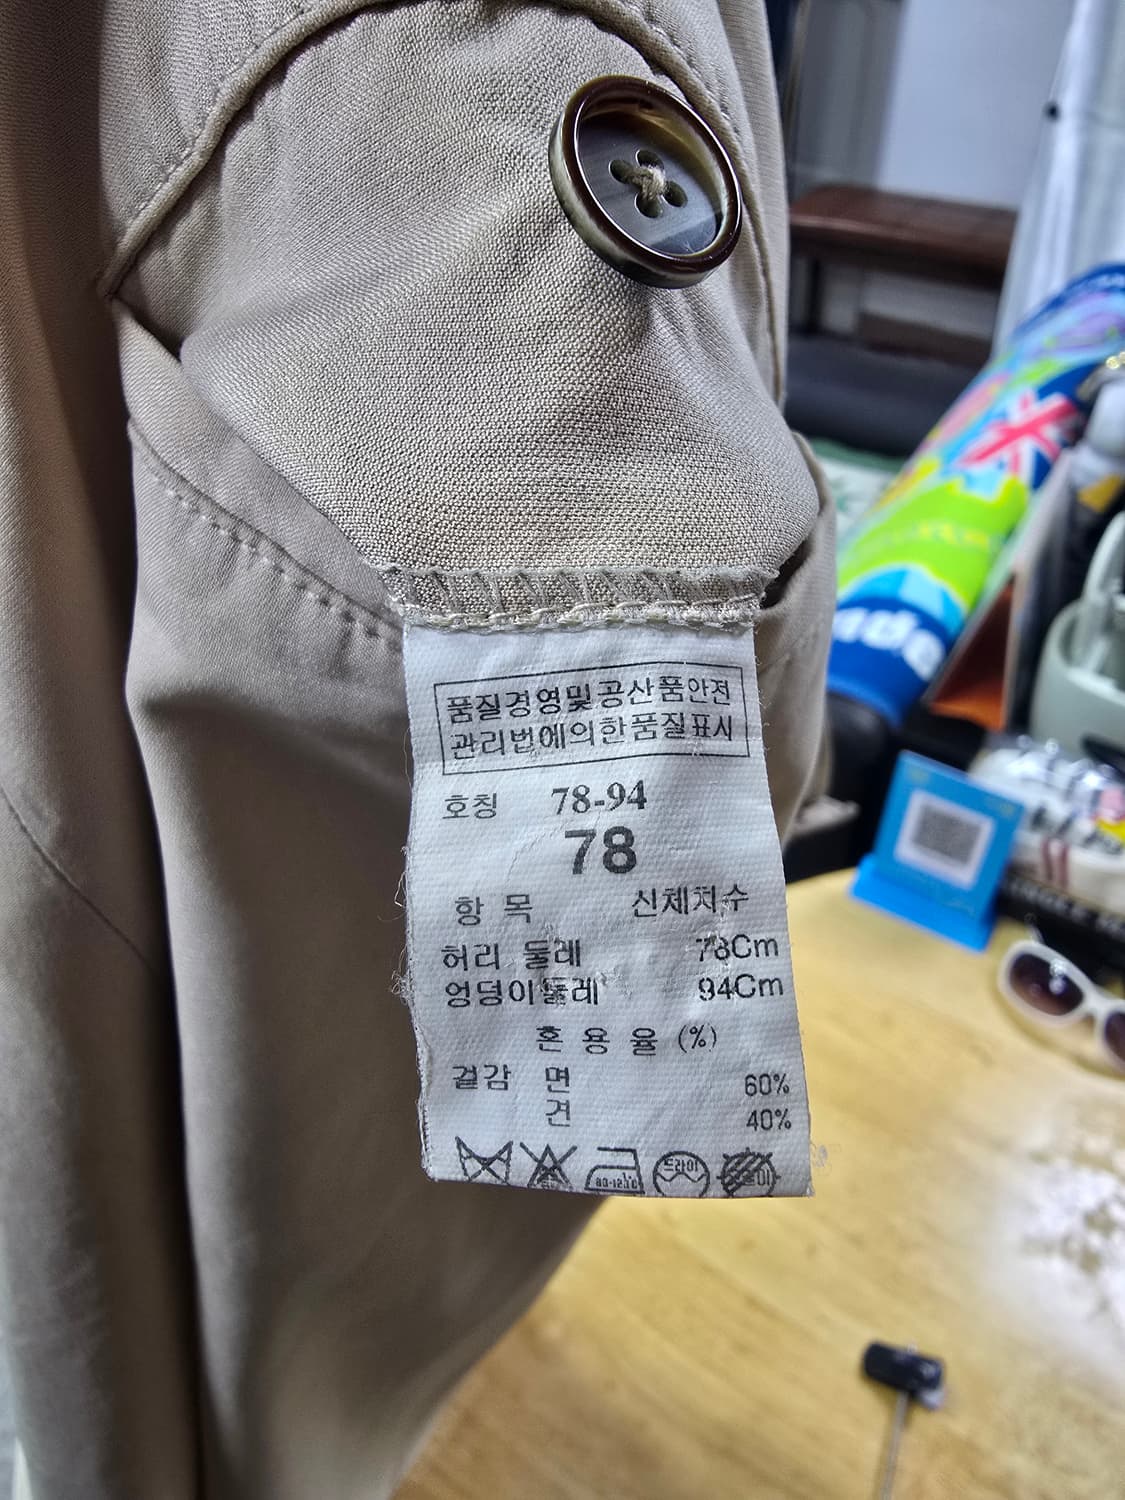 품질경영및공산품안전
관리법에의한품질표시
호칭 78-94
78
항 목 신체치수
허리 둘레 78Cm
엉덩이둘레 94Cm
혼 용 율 (%)
겉감 면 60%
견 40%
80-120℃
드라이